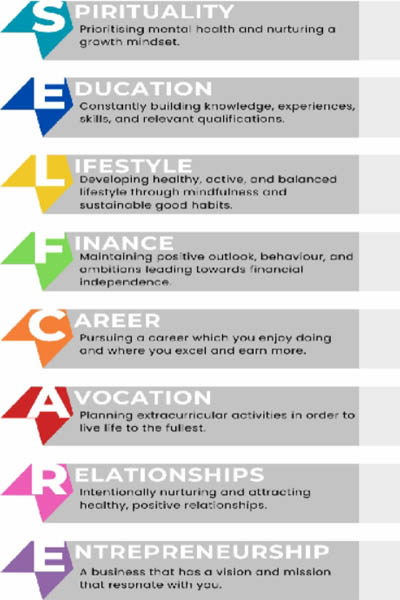 SPIRITUALITY
Prioritising mental health and nurturing a
growth mindset.
EDUCATION
Constantly building knowledge, experiences,
skills, and relevant qualifications.
LIFESTYLE
Developing healthy, active, and balanced
lifestyle through mindfulness and
sustainable good habits.
FINANCE
Maintaining positive outlook, behaviour, and
ambitions leading towards financial
independence.
CAREER
Pursuing a career which you enjoy doing
and where you excel and earn more.
AVOCATION
Planning extracurricular activities in order to
live life to the fullest.
RELATIONSHIPS
Intentionally nurturing and attracting
healthy, positive relationships.
ENTREPRENEURSHIP
A business that has a vision and mission
that resonate with you.